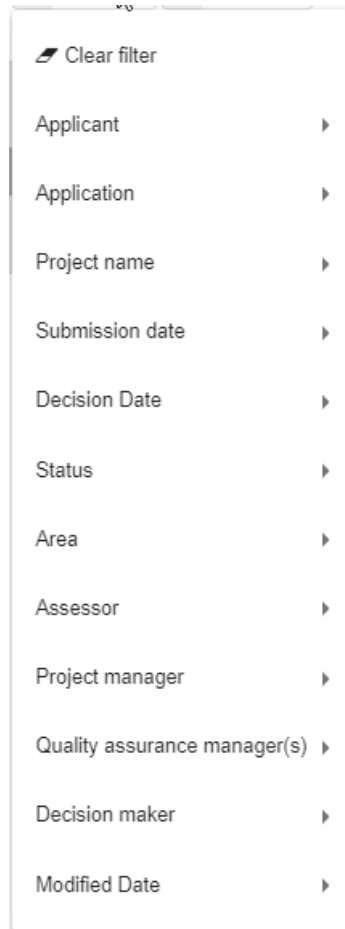 Clear filter
Applicant
Application
Project name
Submission date
Decision Date
Status
Area
Assessor
Project manager
Quality assurance manager(s)
Decision maker
Modified Date